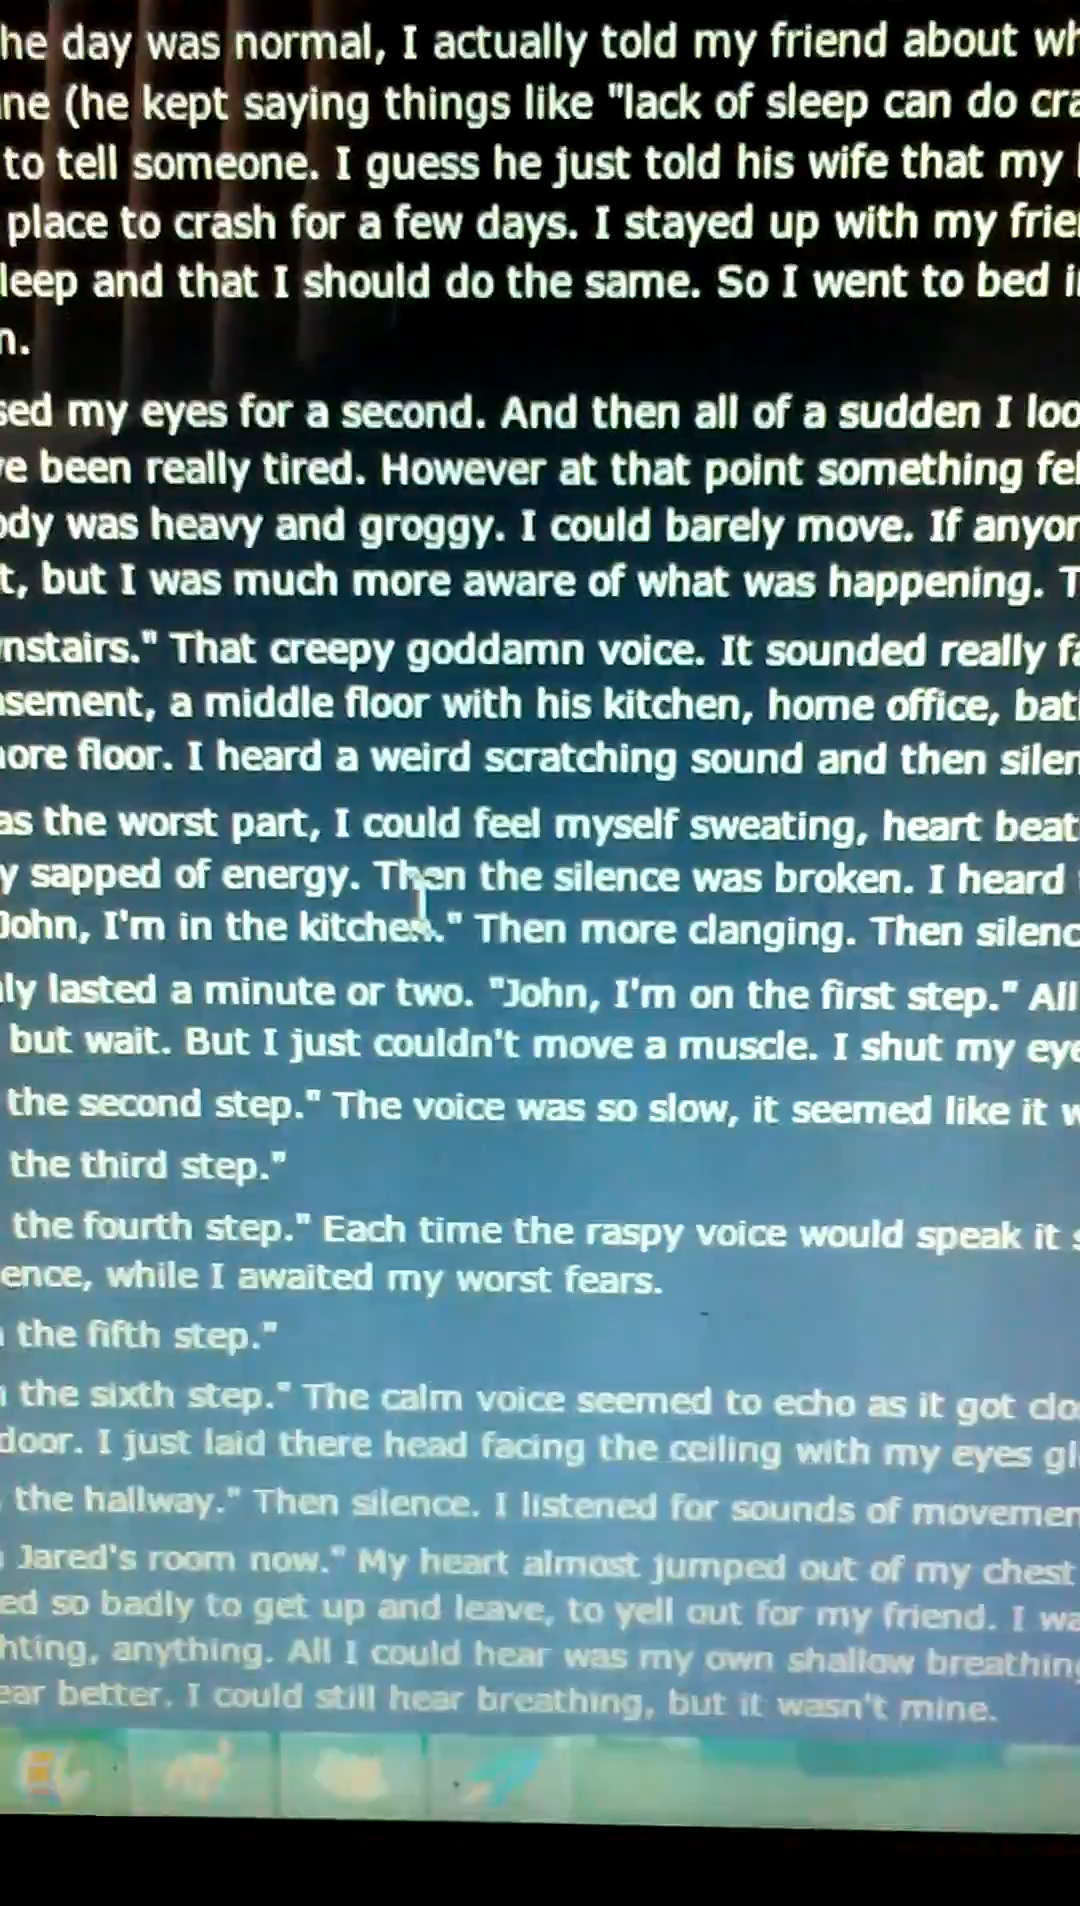 he day was normal, I actually told my friend about
(he kept saying things like "lack of sleep can do
to tell someone. I guess he just told his wife that my
place to crash for a few days. I stayed up with my
leep and that I should do the same. So I went to bed
n.
sed my eyes for a second. And then all of a sudden I
e been really tired. However at that point something
ody was heavy and groggy. I could barely move. If
t, but I was much more aware of what was happening. T
nstairs." That creepy goddamn voice. It sounded really
sement, a middle floor with his kitchen, home office,
ore floor. I heard a weird scratching sound and then
as the worst part, I could feel myself sweating, heart beat
y sapped of energy. Then the silence was broken. I heard
John, I'm in the kitchen." Then more clanging. Then silenc
ly lasted a minute or two. "John, I'm on the first step." All
but wait. But I just couldn't move a muscle. I shut my eye
the second step." The voice was so slow, it seemed like it w
the third step."
the fourth step." Each time the raspy voice would speak it s
ence, while I awaited my worst fears.
the fifth step."
the sixth step." The calm voice seemed to echo as it got clo
door. I just laid there head facing the ceiling with my eyes gl
the hallway." Then silence. I listened for sounds of movemen
Jared's room now." My heart almost jumped out of my chest
ed so badly to get up and leave, to yell out for my friend. I wa
hting, anything. All I could hear was my own shallow breathing
ear better. I could still hear breathing, but it wasn't mine.